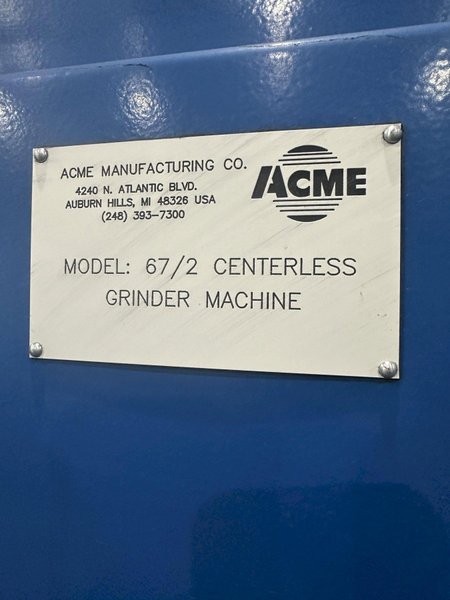 ACME MANUFACTURING CO.
4240 N. ATLANTIC BLVD.
AUBURN HILLS, MI 48326 USA
(248) 393-7300
ACME
MODEL: 67/2 CENTERLESS
GRINDER MACHINE